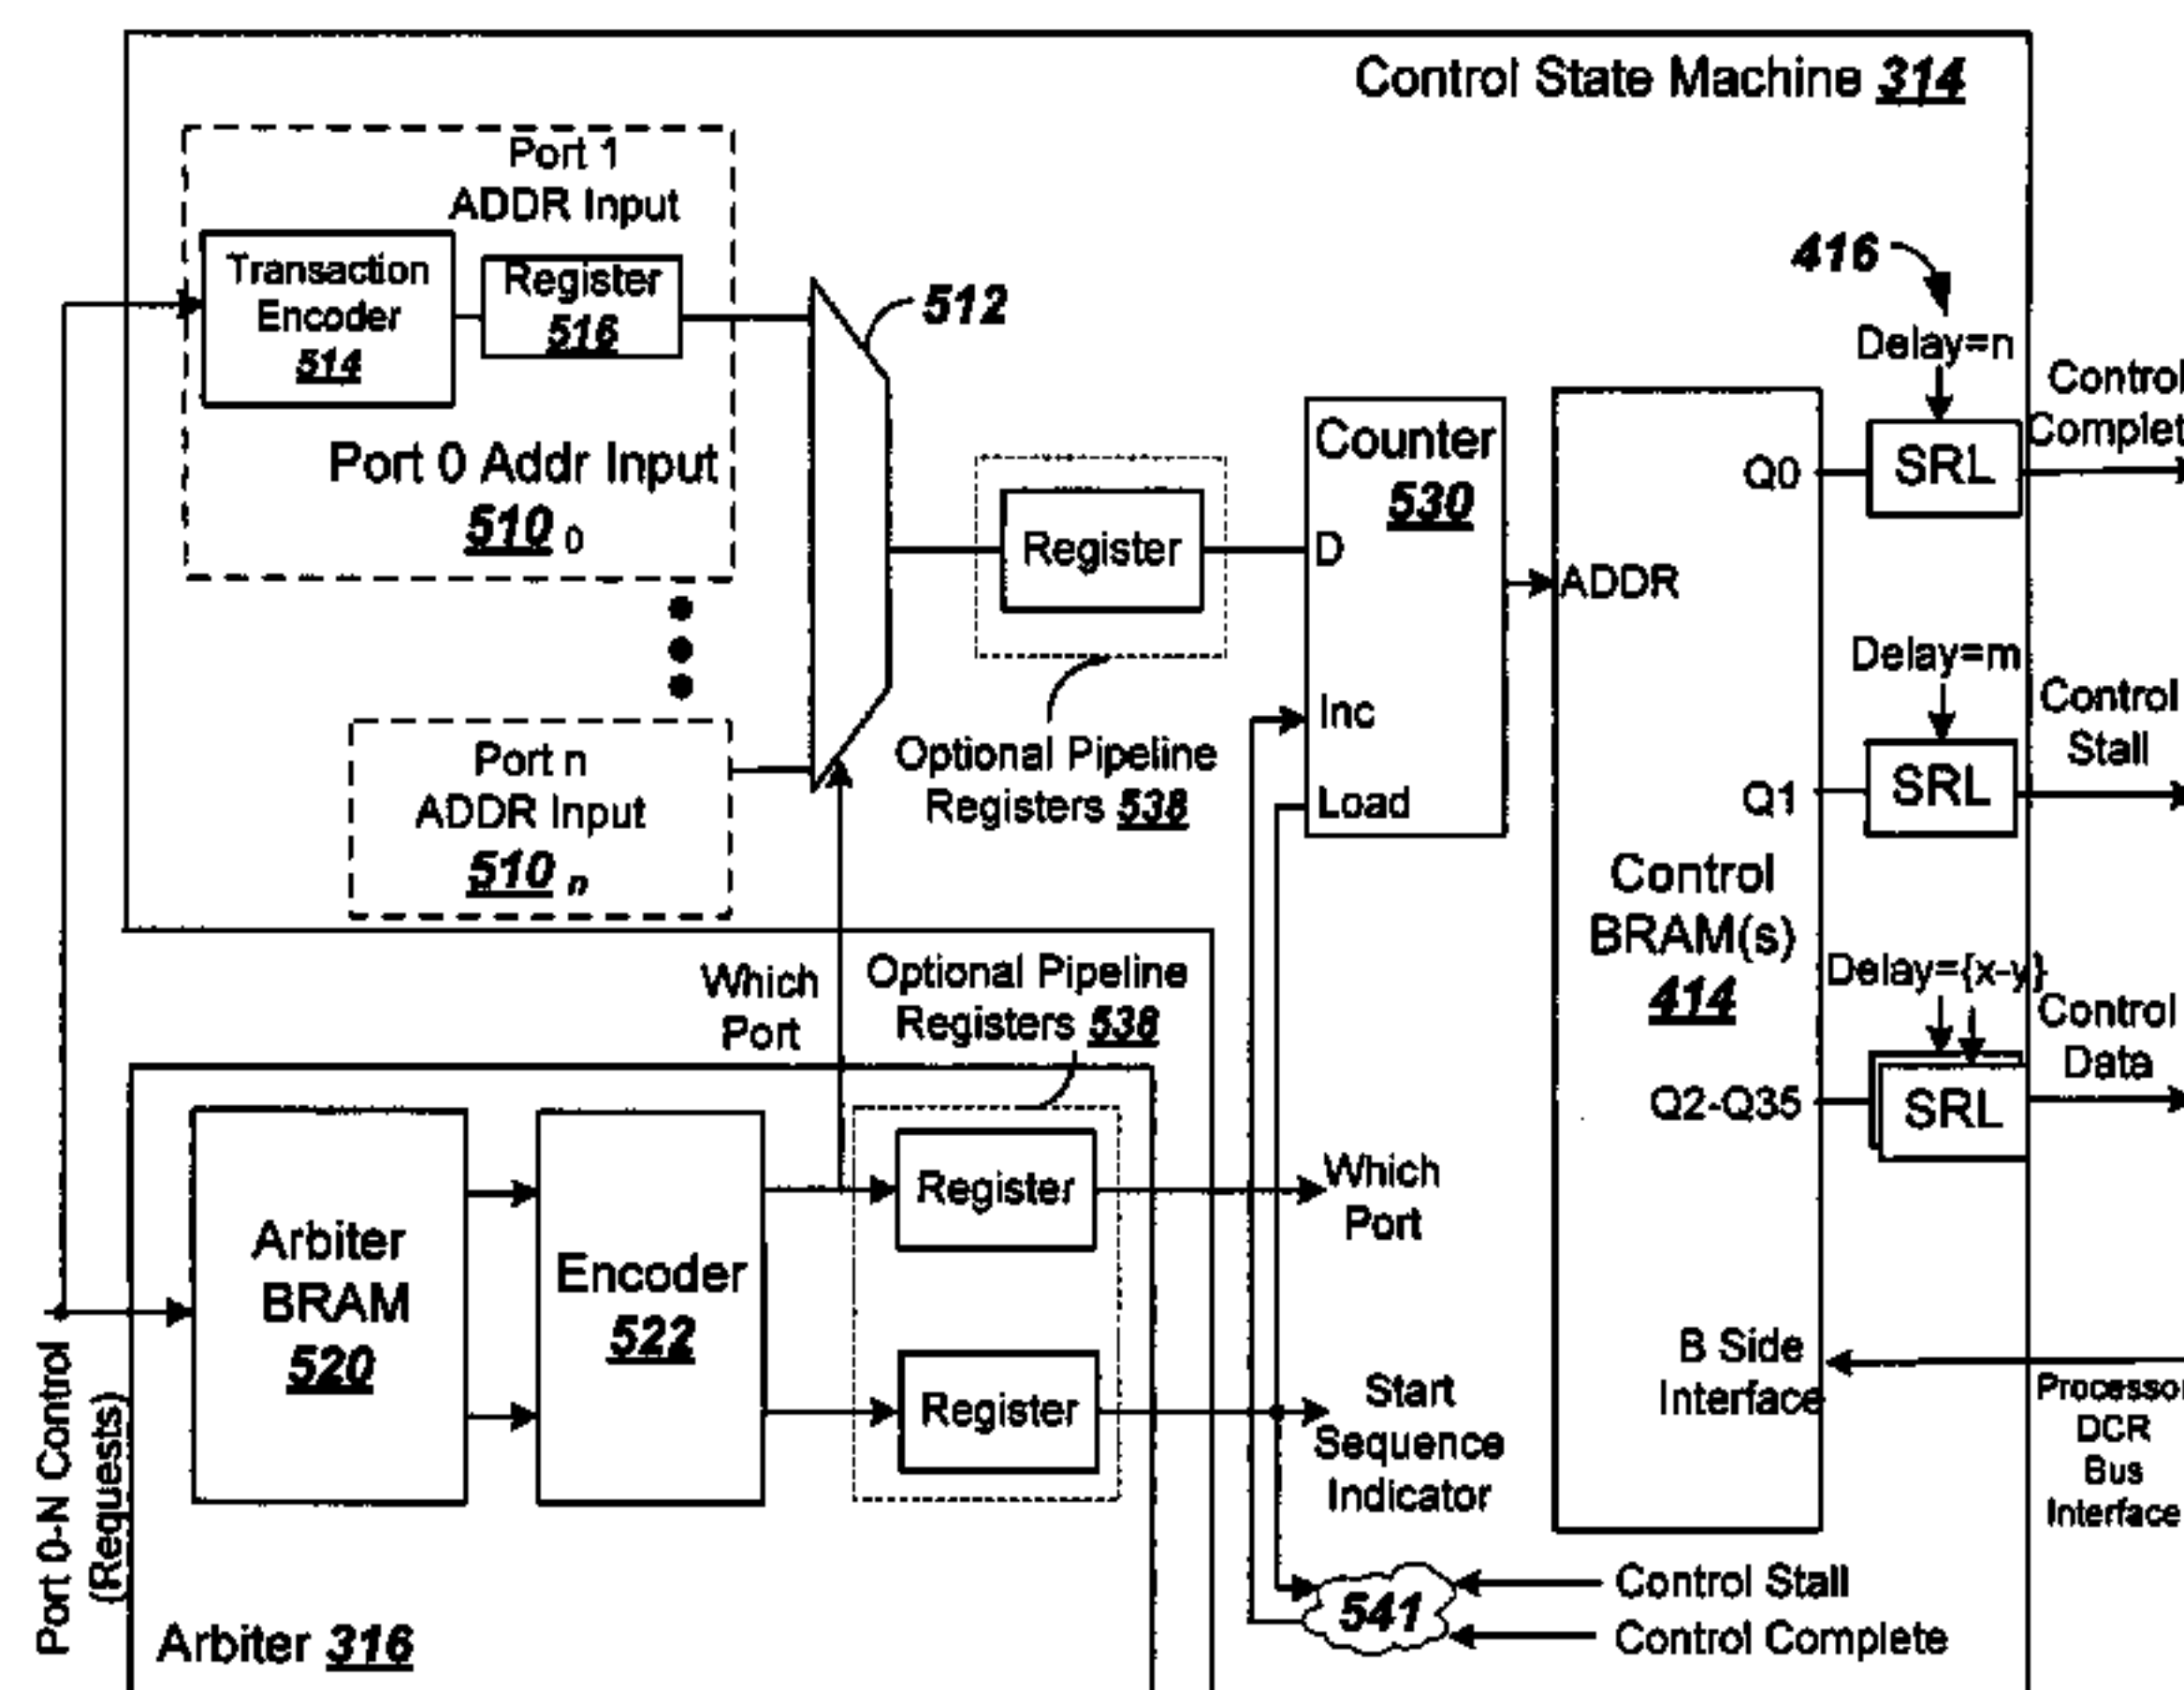 Control State Machine 314
Port 1
ADDR Input
Transaction
Encoder
514
Register
516
Port 0 Addr Input
510 0
512
Port n
ADDR Input
510 n
Register
Optional Pipeline
Registers 538
Counter
530
D
Inc
Load
ADDR
Control
BRAM(s)
414
Q0
Q1
Q2-Q35
B Side
Interface
416
Delay=n
SRL
Control
Complet
Delay=m
SRL
Control
Stall
Delay={x-y}
SRL
Control
Data
Processor
DCR
Bus
Interface
Which
Port
Optional Pipeline
Registers 538
Arbiter
BRAM
520
Encoder
522
Register
Register
Which
Port
Start
Sequence
Indicator
541
Control Stall
Control Complete
Port 0-N Control
(Requests)
Arbiter 316